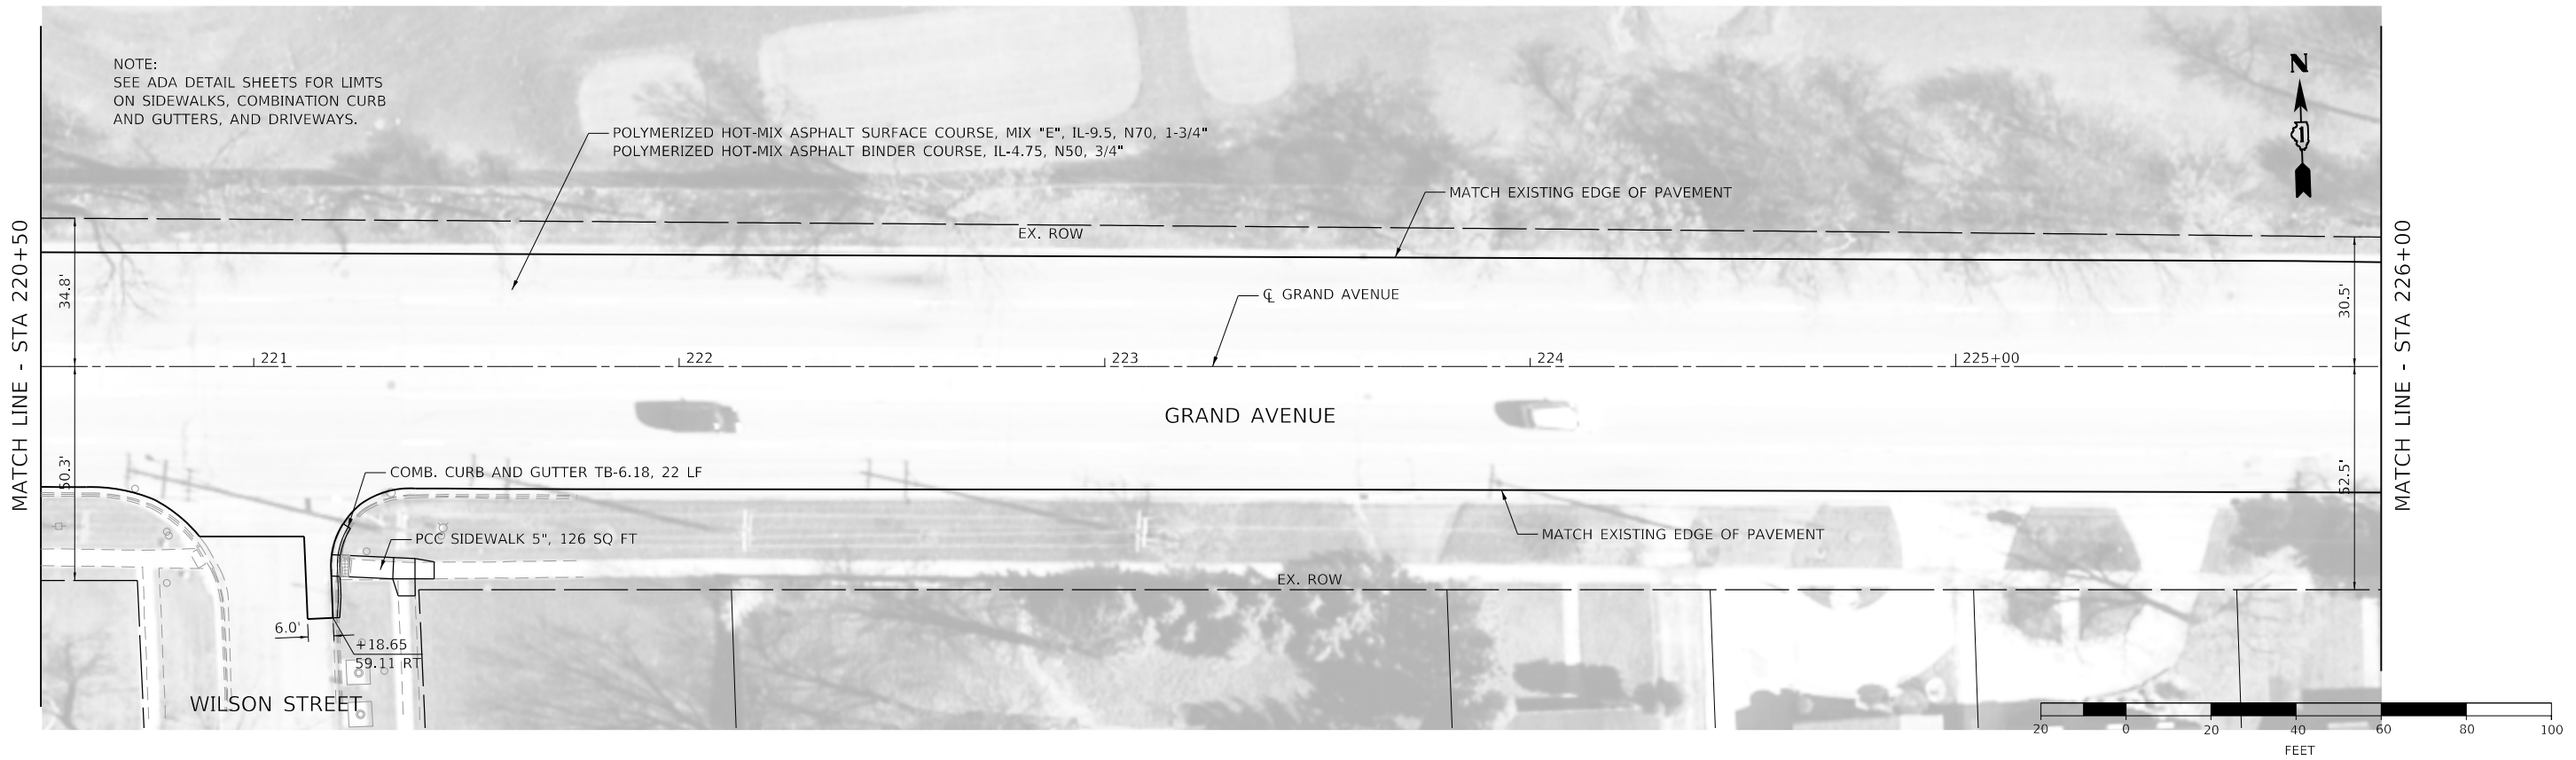 NOTE:
SEE ADA DETAIL SHEETS FOR LIMTS
ON SIDEWALKS, COMBINATION CURB
AND GUTTERS, AND DRIVEWAYS.
N
1
POLYMERIZED HOT-MIX ASPHALT SURFACE COURSE, MIX "E", IL-9.5, N70, 1-3/4"
POLYMERIZED HOT-MIX ASPHALT BINDER COURSE, IL-4.75, N50, 3/4"
MATCH EXISTING EDGE OF PAVEMENT
EX. ROW
MATCH LINE - STA 220+50
34.8'
℄ GRAND AVENUE
30.5'
MATCH LINE - STA 226+00
221
222
223
224
225+00
GRAND AVENUE
50.3'
COMB. CURB AND GUTTER TB-6.18, 22 LF
52.5'
PCC SIDEWALK 5", 126 SQ FT
MATCH EXISTING EDGE OF PAVEMENT
EX. ROW
6.0'
+18.65
59.11 RT
WILSON STREET
20 0 20 40 60 80 100
FEET